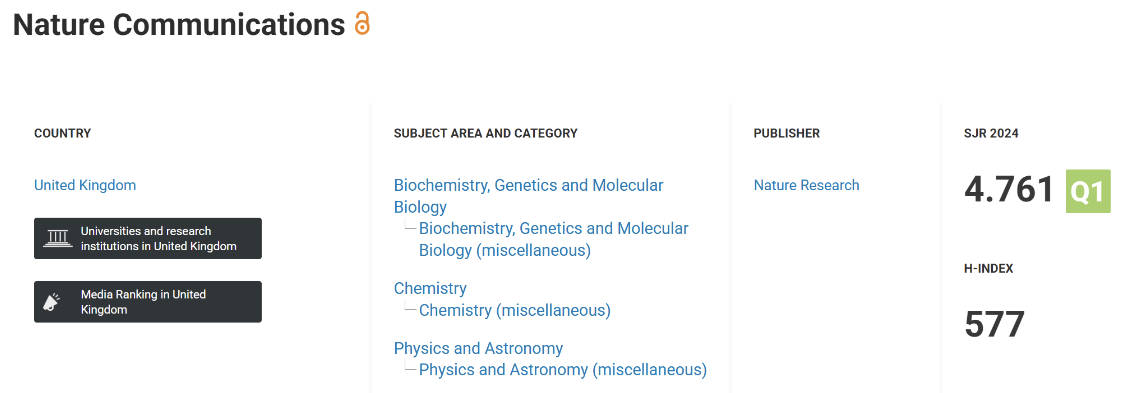 Nature Communications
COUNTRY
United Kingdom
Universities and research
institutions in United Kingdom
Media Ranking in United
Kingdom
SUBJECT AREA AND CATEGORY
Biochemistry, Genetics and Molecular
Biology
Biochemistry, Genetics and Molecular
Biology (miscellaneous)
Chemistry
Chemistry (miscellaneous)
Physics and Astronomy
Physics and Astronomy (miscellaneous)
PUBLISHER
Nature Research
SJR 2024
4.761 Q1
H-INDEX
577